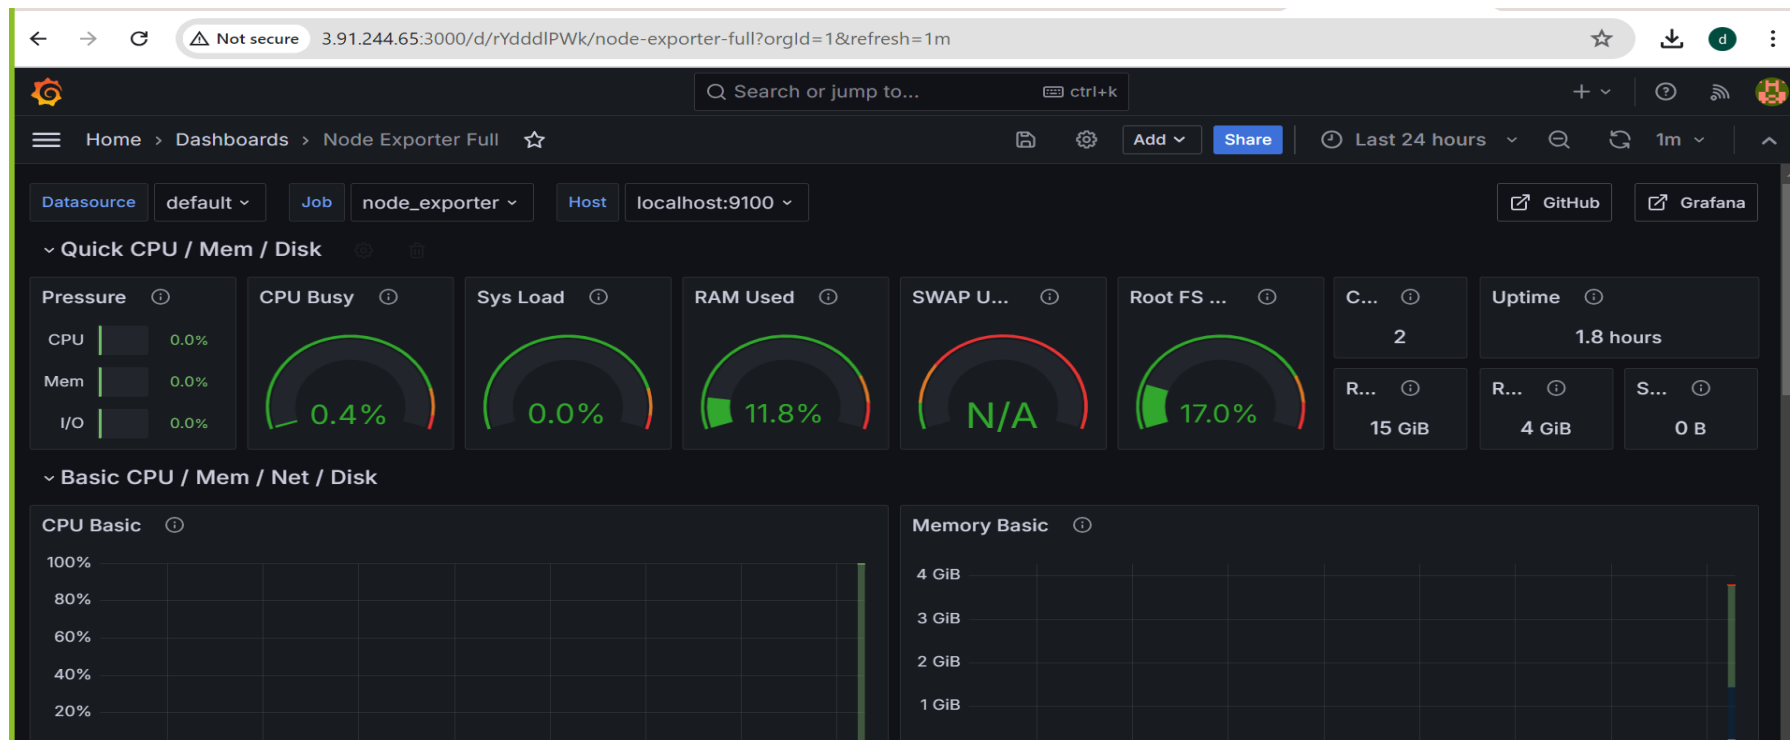 Not secure 3.91.244.65:3000/d/rYdddlPWk/node-exporter-full?orgId=1&refresh=1m d
Search or jump to... ctrl+k
Home > Dashboards > Node Exporter Full Add Share Last 24 hours 1m
Datasource default Job node_exporter Host localhost:9100 GitHub Grafana
Quick CPU / Mem / Disk
Pressure CPU Busy Sys Load RAM Used SWAP U... Root FS ... C... Uptime
CPU 0.0% 2 1.8 hours
Mem 0.0% R... R... S...
I/O 0.0% 0.4% 0.0% 11.8% N/A 17.0% 15 GiB 4 GiB 0 B
Basic CPU / Mem / Net / Disk
CPU Basic Memory Basic
100%
80%
60%
40%
20%
4 GiB
3 GiB
2 GiB
1 GiB